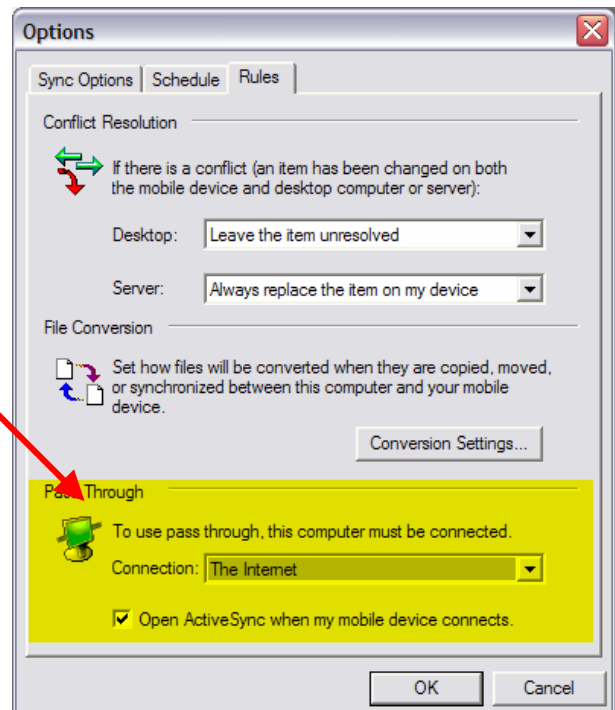 Options
Sync Options Schedule Rules
Conflict Resolution
If there is a conflict (an item has been changed on both
the mobile device and desktop computer or server):
Desktop: Leave the item unresolved
Server: Always replace the item on my device
File Conversion
Set how files will be converted when they are copied, moved,
or synchronized between this computer and your mobile
device.
Conversion Settings...
Pass Through
To use pass through, this computer must be connected.
Connection: The Internet
Open ActiveSync when my mobile device connects.
OK Cancel